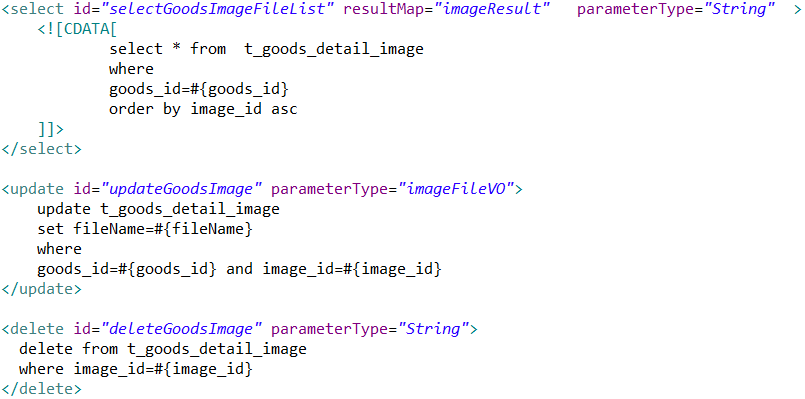 <select id="selectGoodsImageFileList" resultMap="imageResult"   parameterType="String"  >
    <![CDATA[
            select * from  t_goods_detail_image
            where
            goods_id=#{goods_id}
            order by image_id asc
    ]]>
</select>

<update id="updateGoodsImage" parameterType="imageFileVO">
    update t_goods_detail_image
    set fileName=#{fileName}
    where
    goods_id=#{goods_id} and image_id=#{image_id}
</update>

<delete id="deleteGoodsImage" parameterType="String">
  delete from t_goods_detail_image
  where image_id=#{image_id}
</delete>